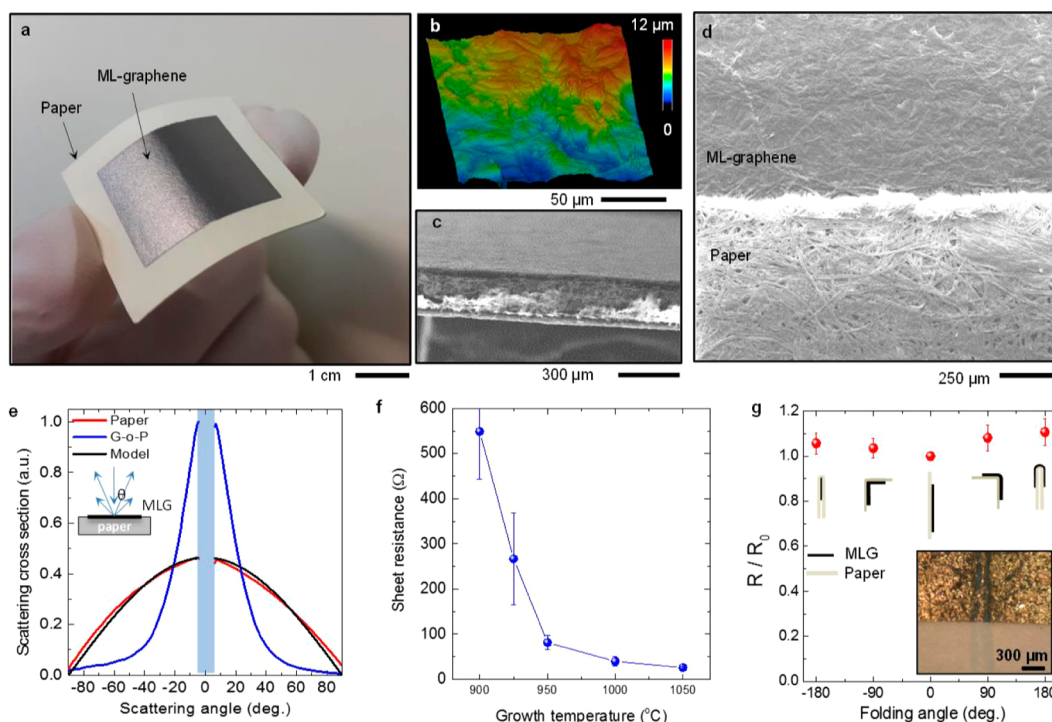 a
ML-graphene
Paper
1 cm
b
12 µm
0
50 µm
c
300 µm
d
ML-graphene
Paper
250 µm
e
Paper
G-o-P
Model
θ
MLG
paper
Scattering cross section (a.u.)
1.0
0.8
0.6
0.4
0.2
0.0
-80 -60 -40 -20 0 20 40 60 80
Scattering angle (deg.)
f
Sheet resistance (Ω)
600
500
400
300
200
100
0
900 950 1000 1050
Growth temperature (°C)
g
R / R0
1.2
1.0
0.8
0.6
0.4
0.2
0.0
MLG
Paper
300 µm
-180 -90 0 90 180
Folding angle (deg.)